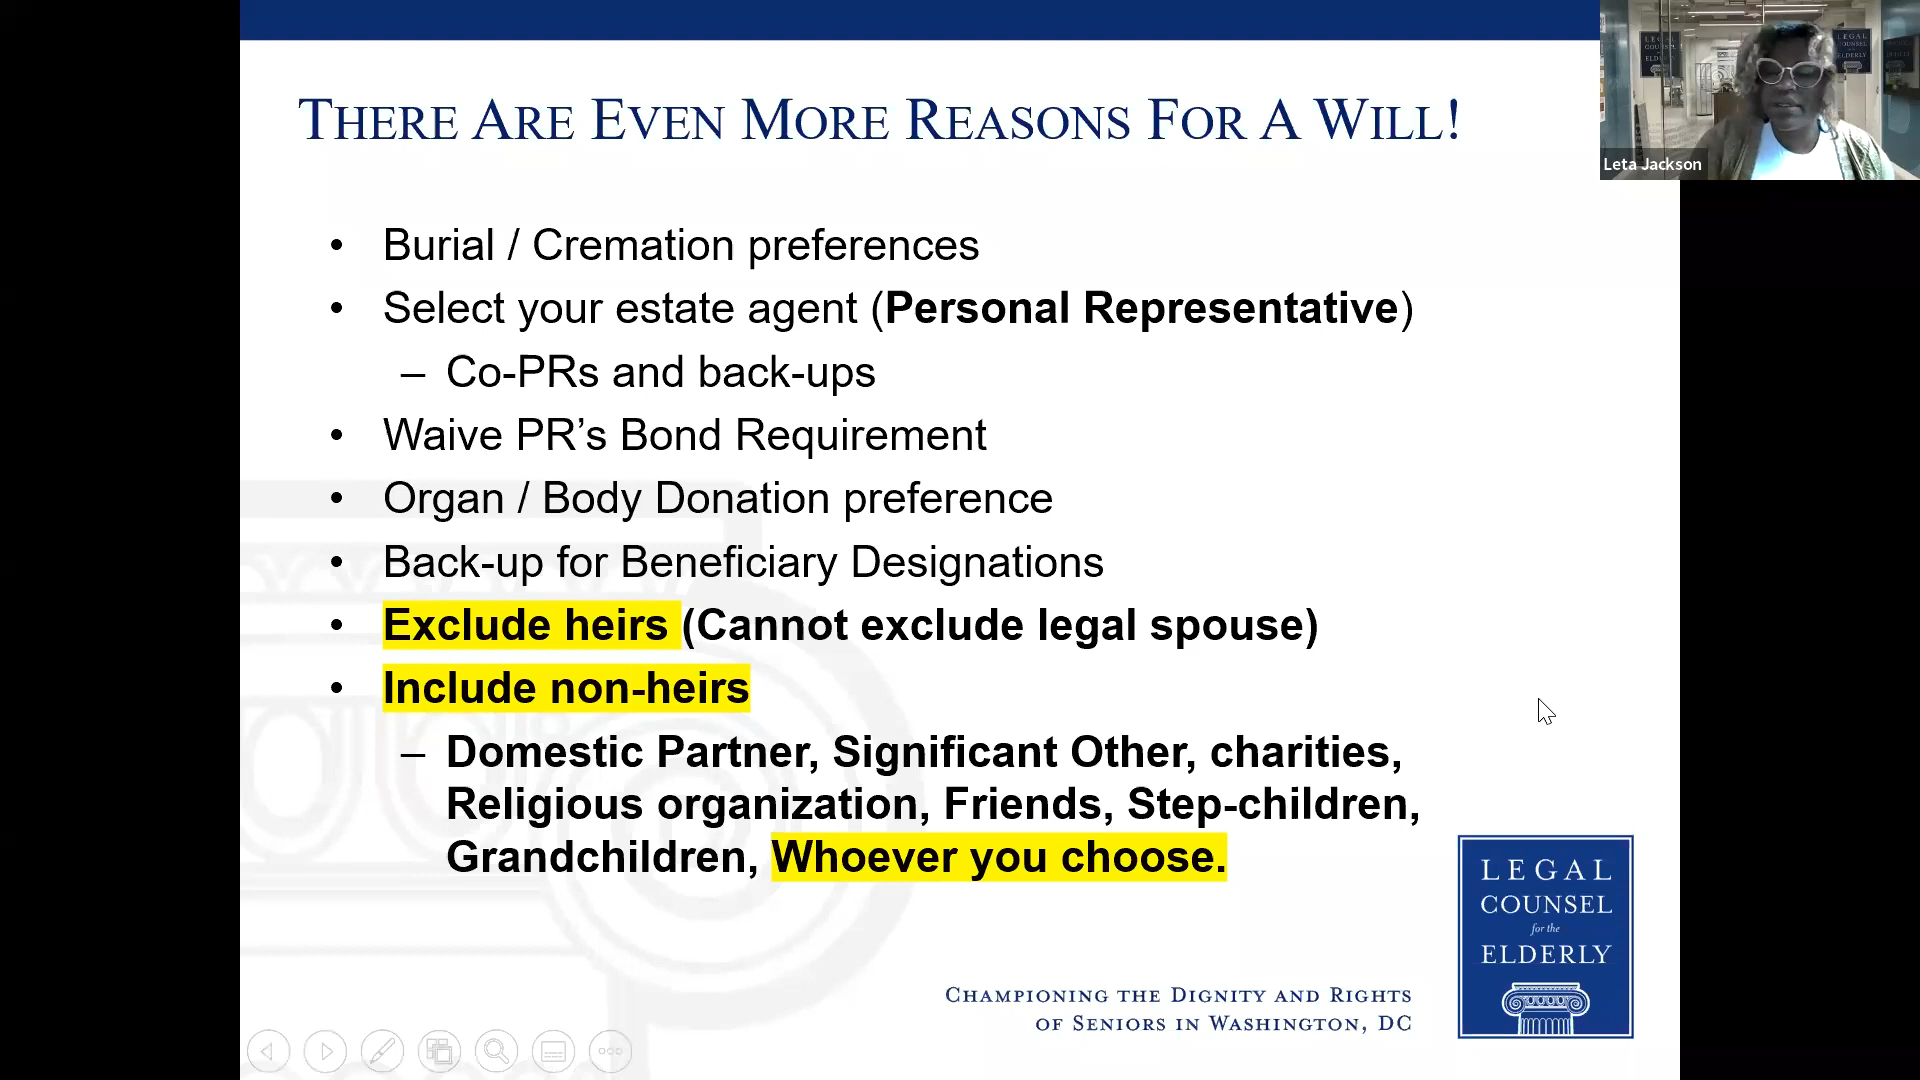 THERE ARE EVEN MORE REASONS FOR A WILL!
• Burial / Cremation preferences
• Select your estate agent (Personal Representative)
– Co-PRs and back-ups
• Waive PR’s Bond Requirement
• Organ / Body Donation preference
• Back-up for Beneficiary Designations
• Exclude heirs (Cannot exclude legal spouse)
• Include non-heirs
– Domestic Partner, Significant Other, charities,
Religious organization, Friends, Step-children,
Grandchildren, Whoever you choose.
LEGAL
COUNSEL
for the
ELDERLY
CHAMPIONING THE DIGNITY AND RIGHTS
OF SENIORS IN WASHINGTON, DC
Leta Jackson
LEGAL
COUNSEL
ELDERLY